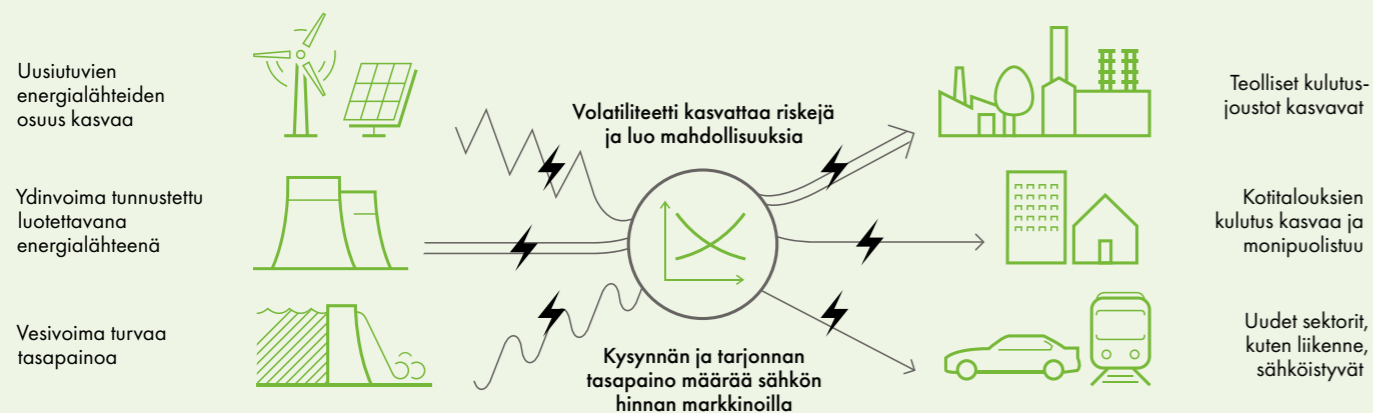 Uusiutuvien
energialähteiden
osuus kasvaa
Ydinvoima tunnustettu
luotettavana
energialähteenä
Vesivoima turvaa
tasapainoa
Volatiliteetti kasvattaa riskejä
ja luo mahdollisuuksia
Kysynnän ja tarjonnan
tasapaino määrää sähkön
hinnan markkinoilla
Teolliset kulutus-
joustot kasvavat
Kotitalouksien
kulutus kasvaa ja
monipuolistuu
Uudet sektorit,
kuten liikenne,
sähköistyvät